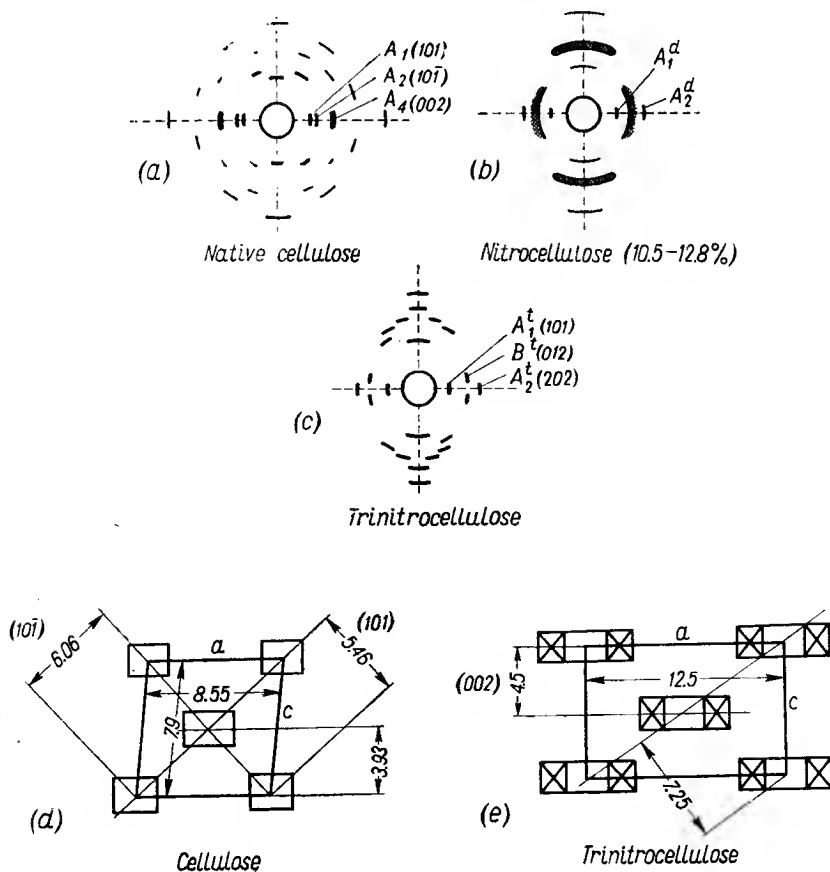 A₁(101)
A₂(101̄)
A₄(002)
(a)
Native cellulose
A₁ᵈ
A₂ᵈ
(b)
Nitrocellulose (10.5–12.8%)
A₁ᵗ(101)
Bᵗ(012)
A₂ᵗ(202)
(c)
Trinitrocellulose
(101̄)
6.06
a
(101)
5.46
8.55
7.9
c
3.93
(d)
Cellulose
(002)
4.5
a
12.5
c
7.25
(e)
Trinitrocellulose